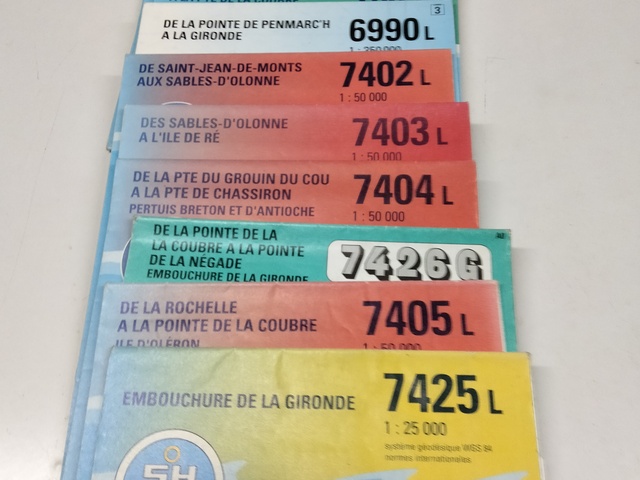 3
DE LA POINTE DE PENMARC'H
A LA GIRONDE
6990 L
1 : 250 000
DE SAINT-JEAN-DE-MONTS
AUX SABLES-D'OLONNE
7402 L
1 : 50 000
DES SABLES-D'OLONNE
A L'ILE DE RÉ
7403 L
1 : 50 000
DE LA PTE DU GROUIN DU COU
A LA PTE DE CHASSIRON
PERTUIS BRETON ET D'ANTIOCHE
7404 L
1 : 50 000
DE LA POINTE DE LA
LA COUBRE A LA POINTE
DE LA NÉGADE
EMBOUCHURE DE LA GIRONDE
7426 G
DE LA ROCHELLE
A LA POINTE DE LA COUBRE
ILE D'OLÉRON
7405 L
1 : 50 000
EMBOUCHURE DE LA GIRONDE
7425 L
1 : 25 000
système géodésique WGS 84
normes internationales
SH